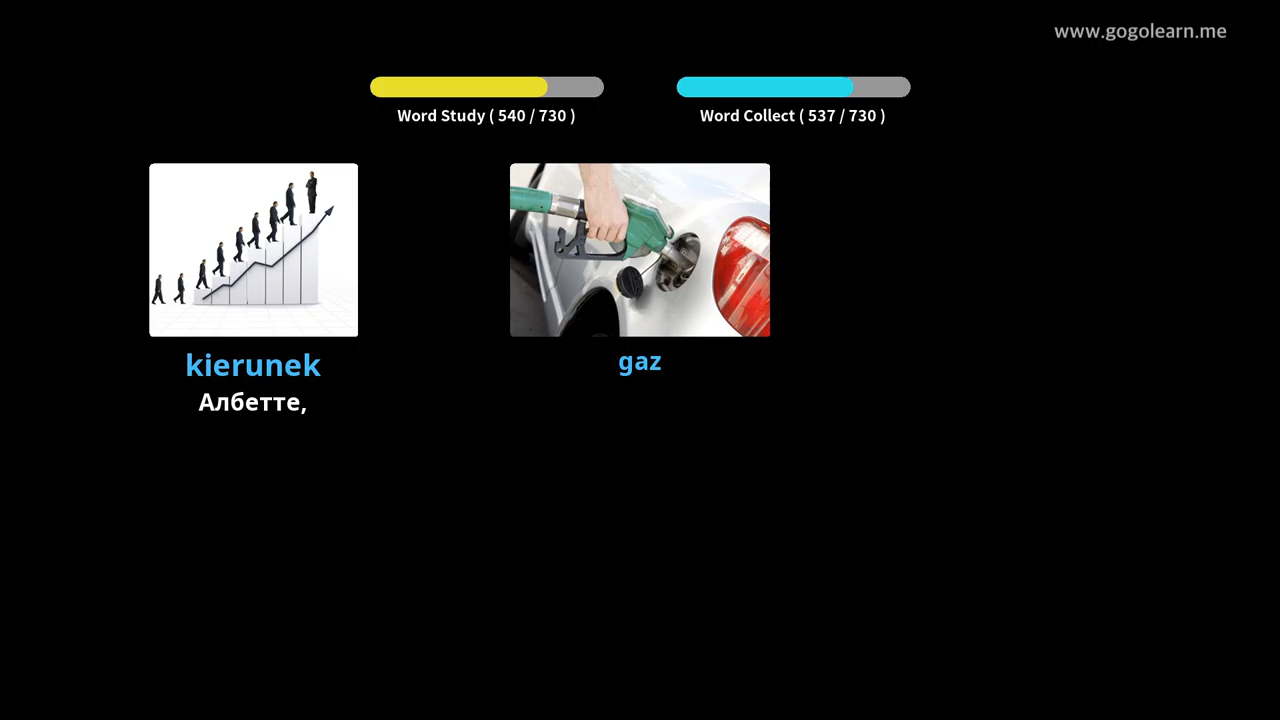 www.gogolearn.me
Word Study ( 540 / 730 )
Word Collect ( 537 / 730 )
kierunek
Албетте,
gaz